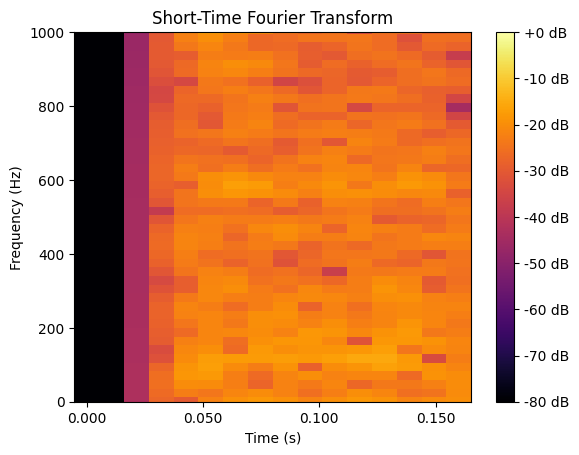 Short-Time Fourier Transform
1000
800
600
400
200
0
Frequency (Hz)
0.000
0.050
0.100
0.150
Time (s)
+0 dB
-10 dB
-20 dB
-30 dB
-40 dB
-50 dB
-60 dB
-70 dB
-80 dB